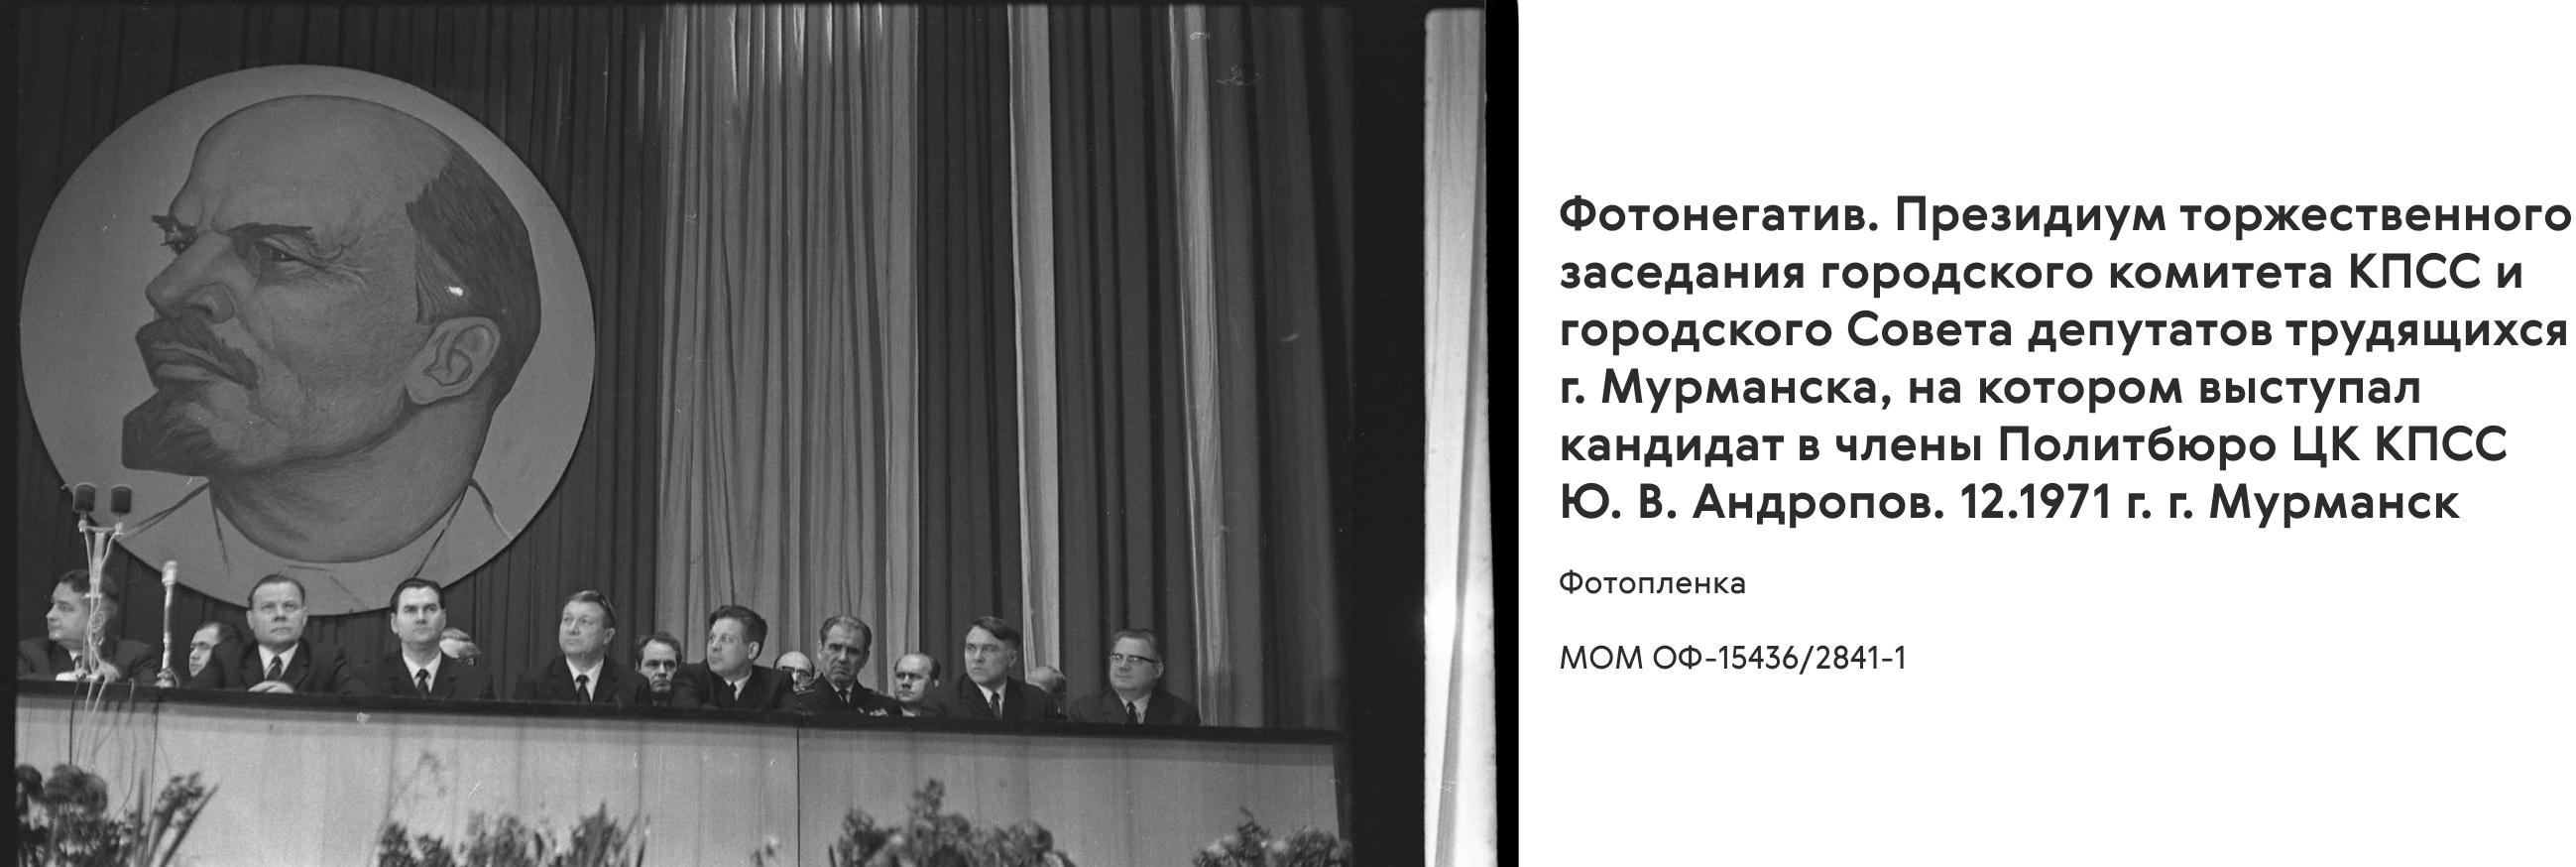 Фотонегатив. Президиум торжественного
заседания городского комитета КПСС и
городского Совета депутатов трудящихся
г. Мурманска, на котором выступал
кандидат в члены Политбюро ЦК КПСС
Ю. В. Андропов. 12.1971 г. г. Мурманск
Фотопленка
МОМ ОФ-15436/2841-1